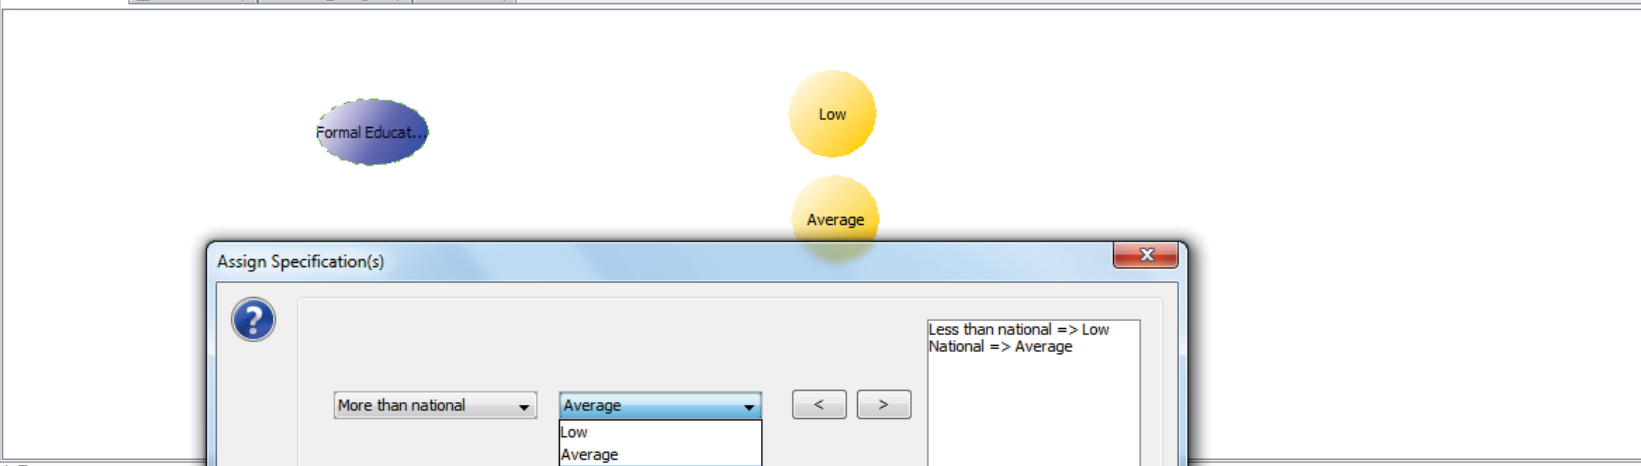 Formal Educat...
Low
Average
Assign Specification(s)
?
Less than national => Low
National => Average
More than national
Average
<
>
Low
Average